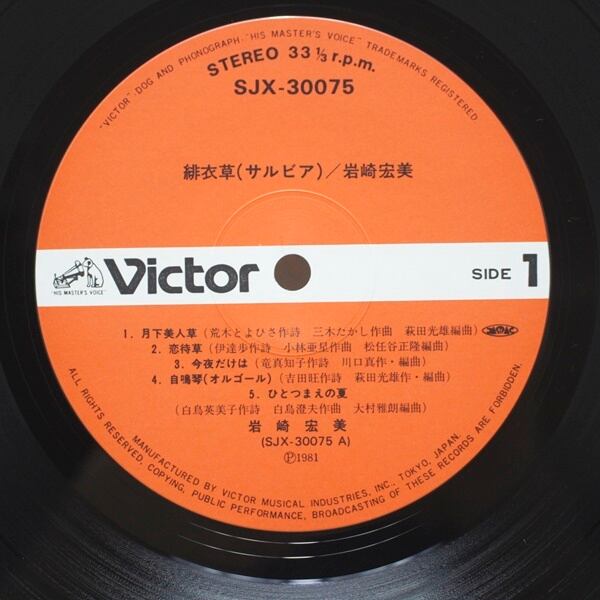 "VICTOR"-DOG AND PHONOGRAPH-"HIS MASTER'S VOICE" TRADEMARKS REGISTERED
STEREO 33 1/3 r.p.m.
SJX-30075
緋衣草(サルビア)／岩崎宏美
"HIS MASTER'S VOICE"
Victor
SIDE 1
1. 月下美人草(荒木とよひさ作詩 三木たかし作曲 萩田光雄編曲) JASRAC
2. 恋待草(伊達歩作詩 小林亜星作曲 松任谷正隆編曲)
3. 今夜だけは(竜真知子作詩 川口真作・編曲)
4. 自鳴琴(オルゴール)(吉田旺作詩 萩田光雄作・編曲)
5. ひとつまえの夏
(白鳥英美子作詩 白鳥澄夫作曲 大村雅朗編曲)
岩崎宏美
(SJX-30075 A)
Ⓟ1981
MANUFACTURED BY VICTOR MUSICAL INDUSTRIES, INC., TOKYO, JAPAN.
ALL RIGHTS RESERVED, COPYING, PUBLIC PERFORMANCE, BROADCASTING OF THESE RECORDS ARE FORBIDDEN.